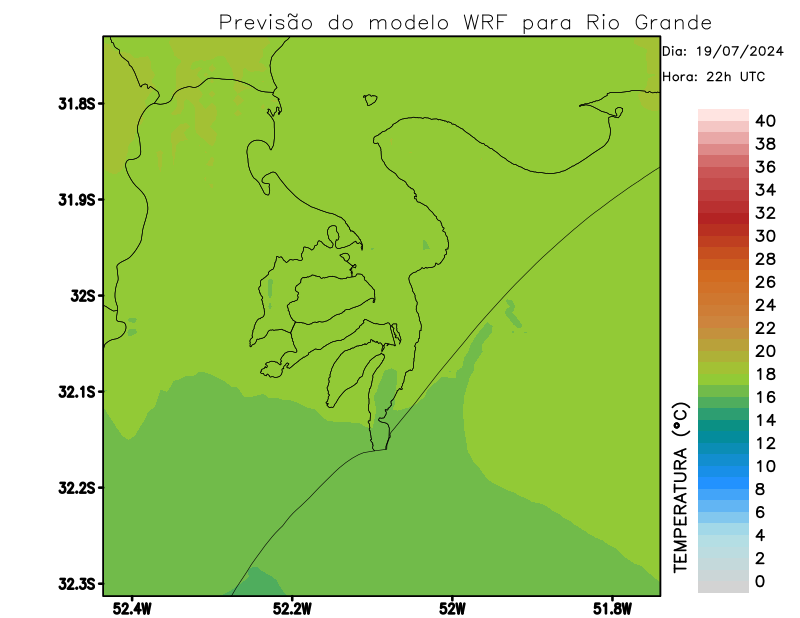 Previsão do modelo WRF para Rio Grande
Dia: 19/07/2024
Hora: 22h UTC
31.8S
31.9S
32S
32.1S
32.2S
32.3S
52.4W
52.2W
52W
51.8W
TEMPERATURA (°C)
40
38
36
34
32
30
28
26
24
22
20
18
16
14
12
10
8
6
4
2
0